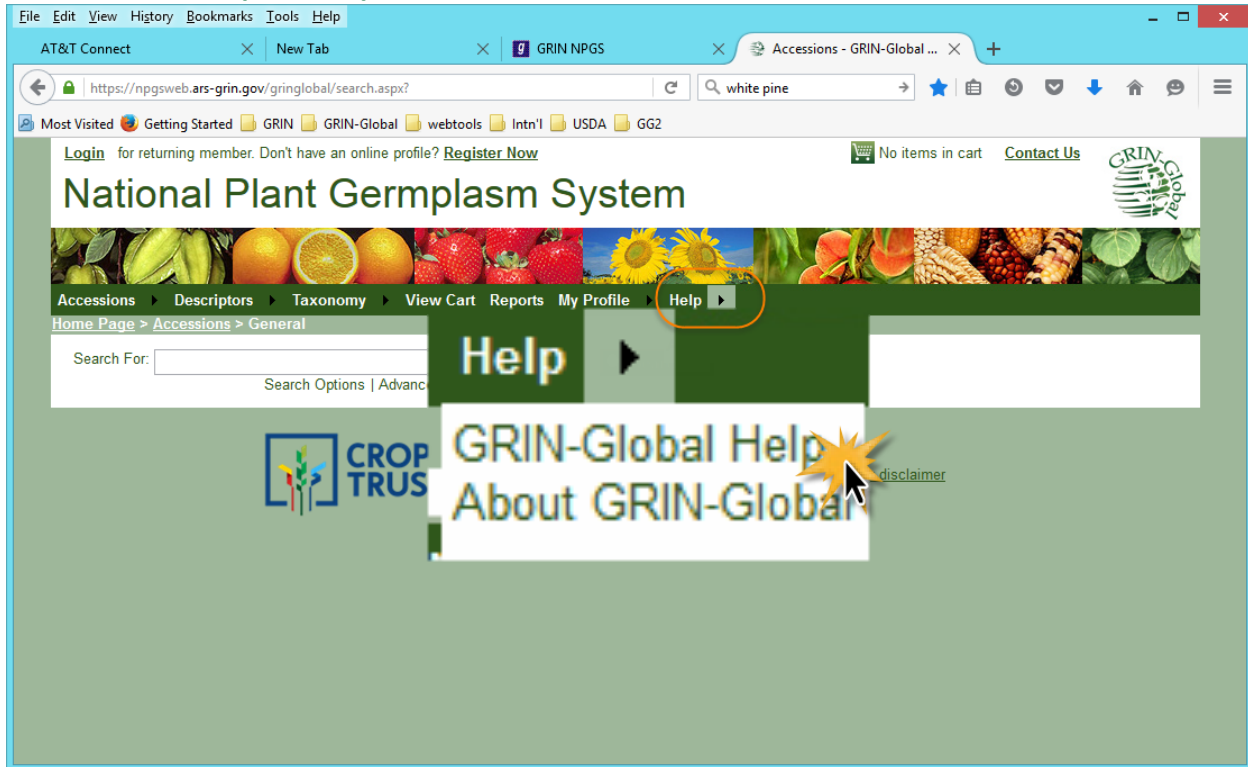 File Edit View History Bookmarks Tools Help
AT&T Connect New Tab GRIN NPGS Accessions - GRIN-Global ...
https://npgsweb.ars-grin.gov/gringlobal/search.aspx? white pine
Most Visited Getting Started GRIN GRIN-Global webtools Intn'l USDA GG2
Login for returning member. Don't have an online profile? Register Now No items in cart Contact Us
GRIN-Global
National Plant Germplasm System
Accessions Descriptors Taxonomy View Cart Reports My Profile Help
Home Page > Accessions > General
Help
Search For:
Search Options |
GRIN-Global Help
About GRIN-Global
CROP
disclaimer